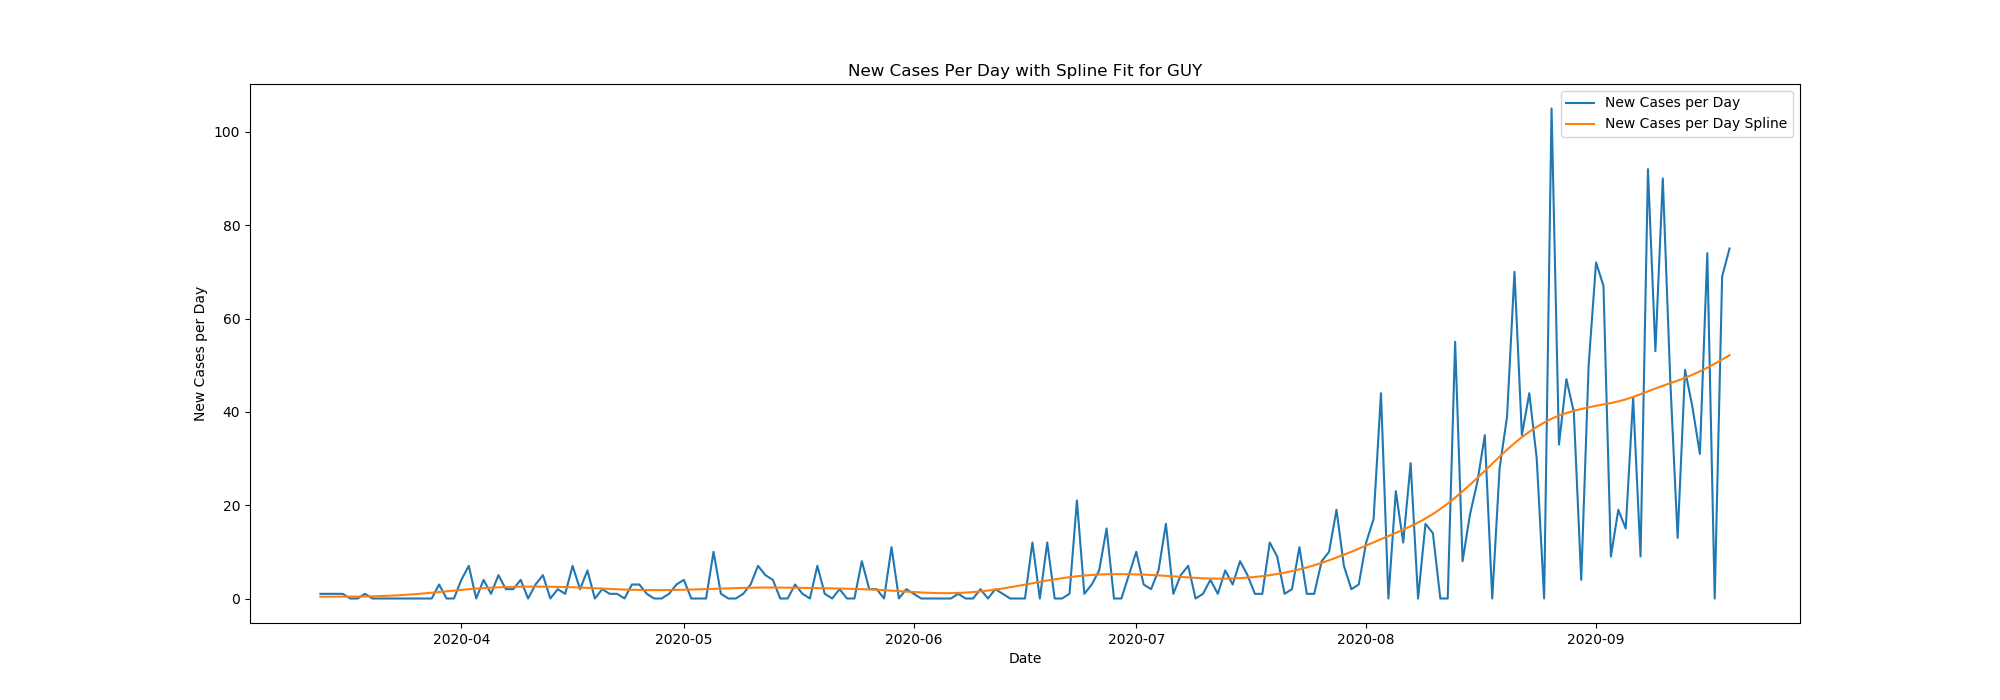 New Cases Per Day with Spline Fit for GUY
New Cases per Day
New Cases per Day Spline
100
80
60
40
20
0
New Cases per Day
2020-04 2020-05 2020-06 2020-07 2020-08 2020-09
Date